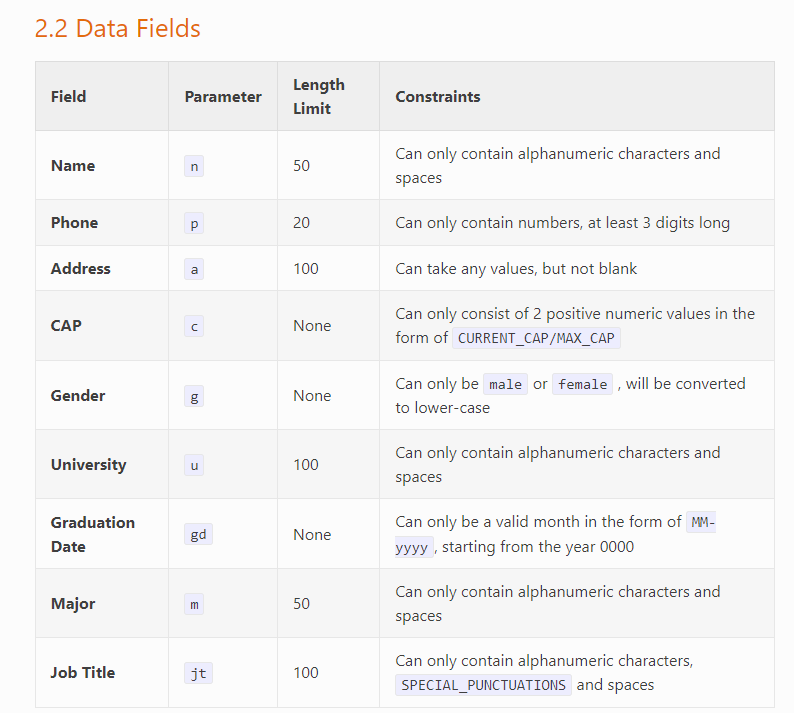 2.2 Data Fields
Field Parameter Length Limit Constraints
Name n 50 Can only contain alphanumeric characters and
spaces
Phone p 20 Can only contain numbers, at least 3 digits long
Address a 100 Can take any values, but not blank
CAP c None Can only consist of 2 positive numeric values in the
form of CURRENT_CAP/MAX_CAP
Gender g None Can only be male or female , will be converted
to lower-case
University u 100 Can only contain alphanumeric characters and
spaces
Graduation Date gd None Can only be a valid month in the form of MM-
yyyy , starting from the year 0000
Major m 50 Can only contain alphanumeric characters and
spaces
Job Title jt 100 Can only contain alphanumeric characters,
SPECIAL_PUNCTUATIONS and spaces